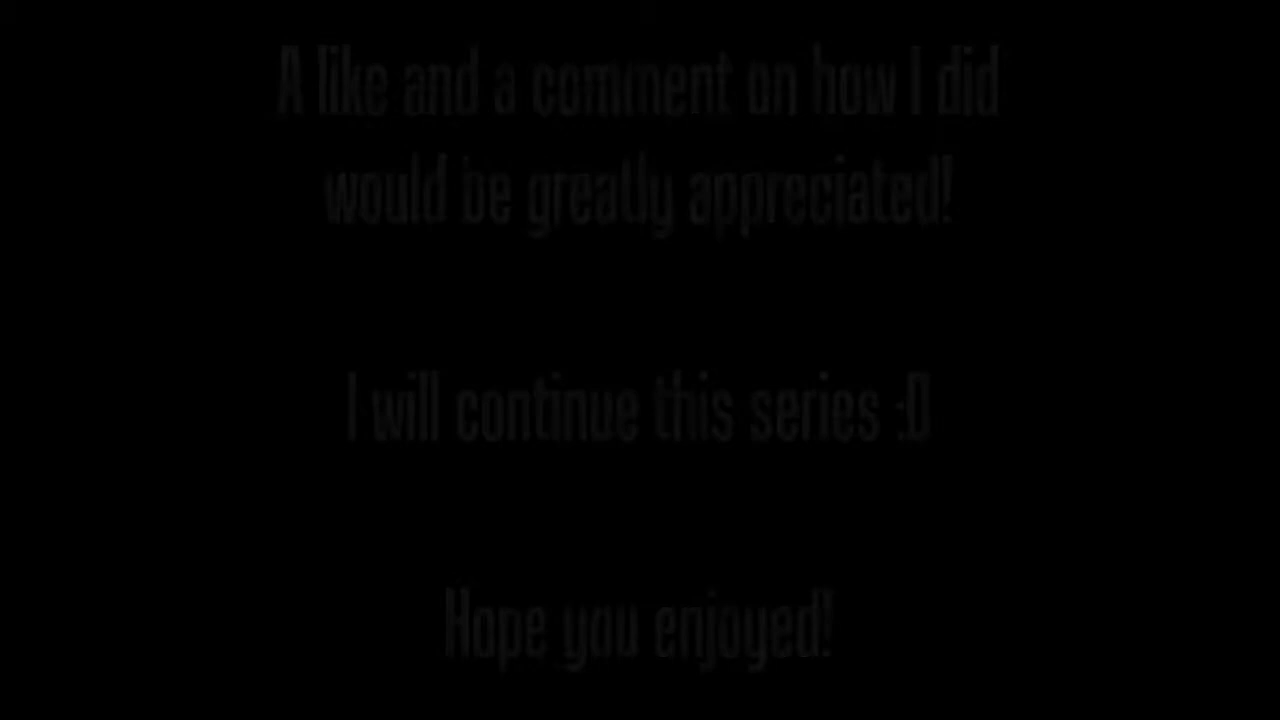 A like and a comment on how I did
would be greatly appreciated!
I will continue this series :D
Hope you enjoyed!